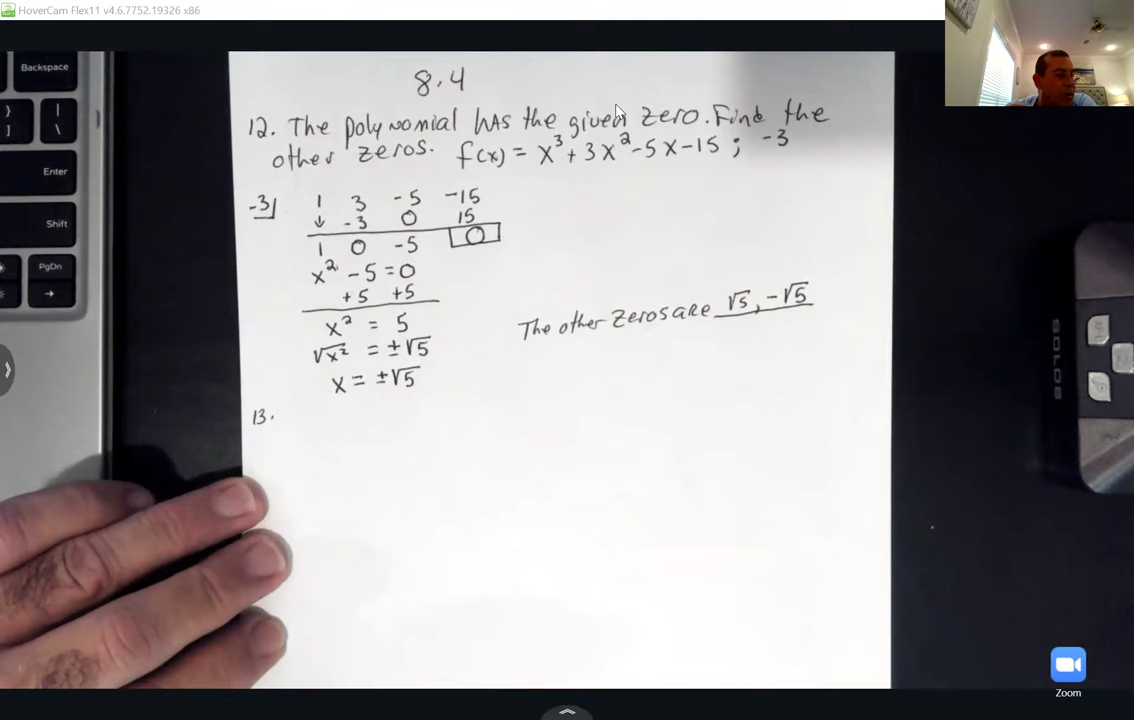 HoverCam Flex11 v4.6.7752.19326 x86
Backspace
}
]
|
\
Enter
Shift
PgDn
→
8.4
12. The polynomial has the given zero. Find the
other zeros. f(x) = x³ + 3x² - 5x - 15 ; -3
-3| 1 3 -5 -15
↓ -3 0 15
1 0 -5 0
x² - 5 = 0
+5 +5
x² = 5
√x² = ±√5
x = ±√5
The other zeros are √5, -√5
13.
SOLO8
Zoom